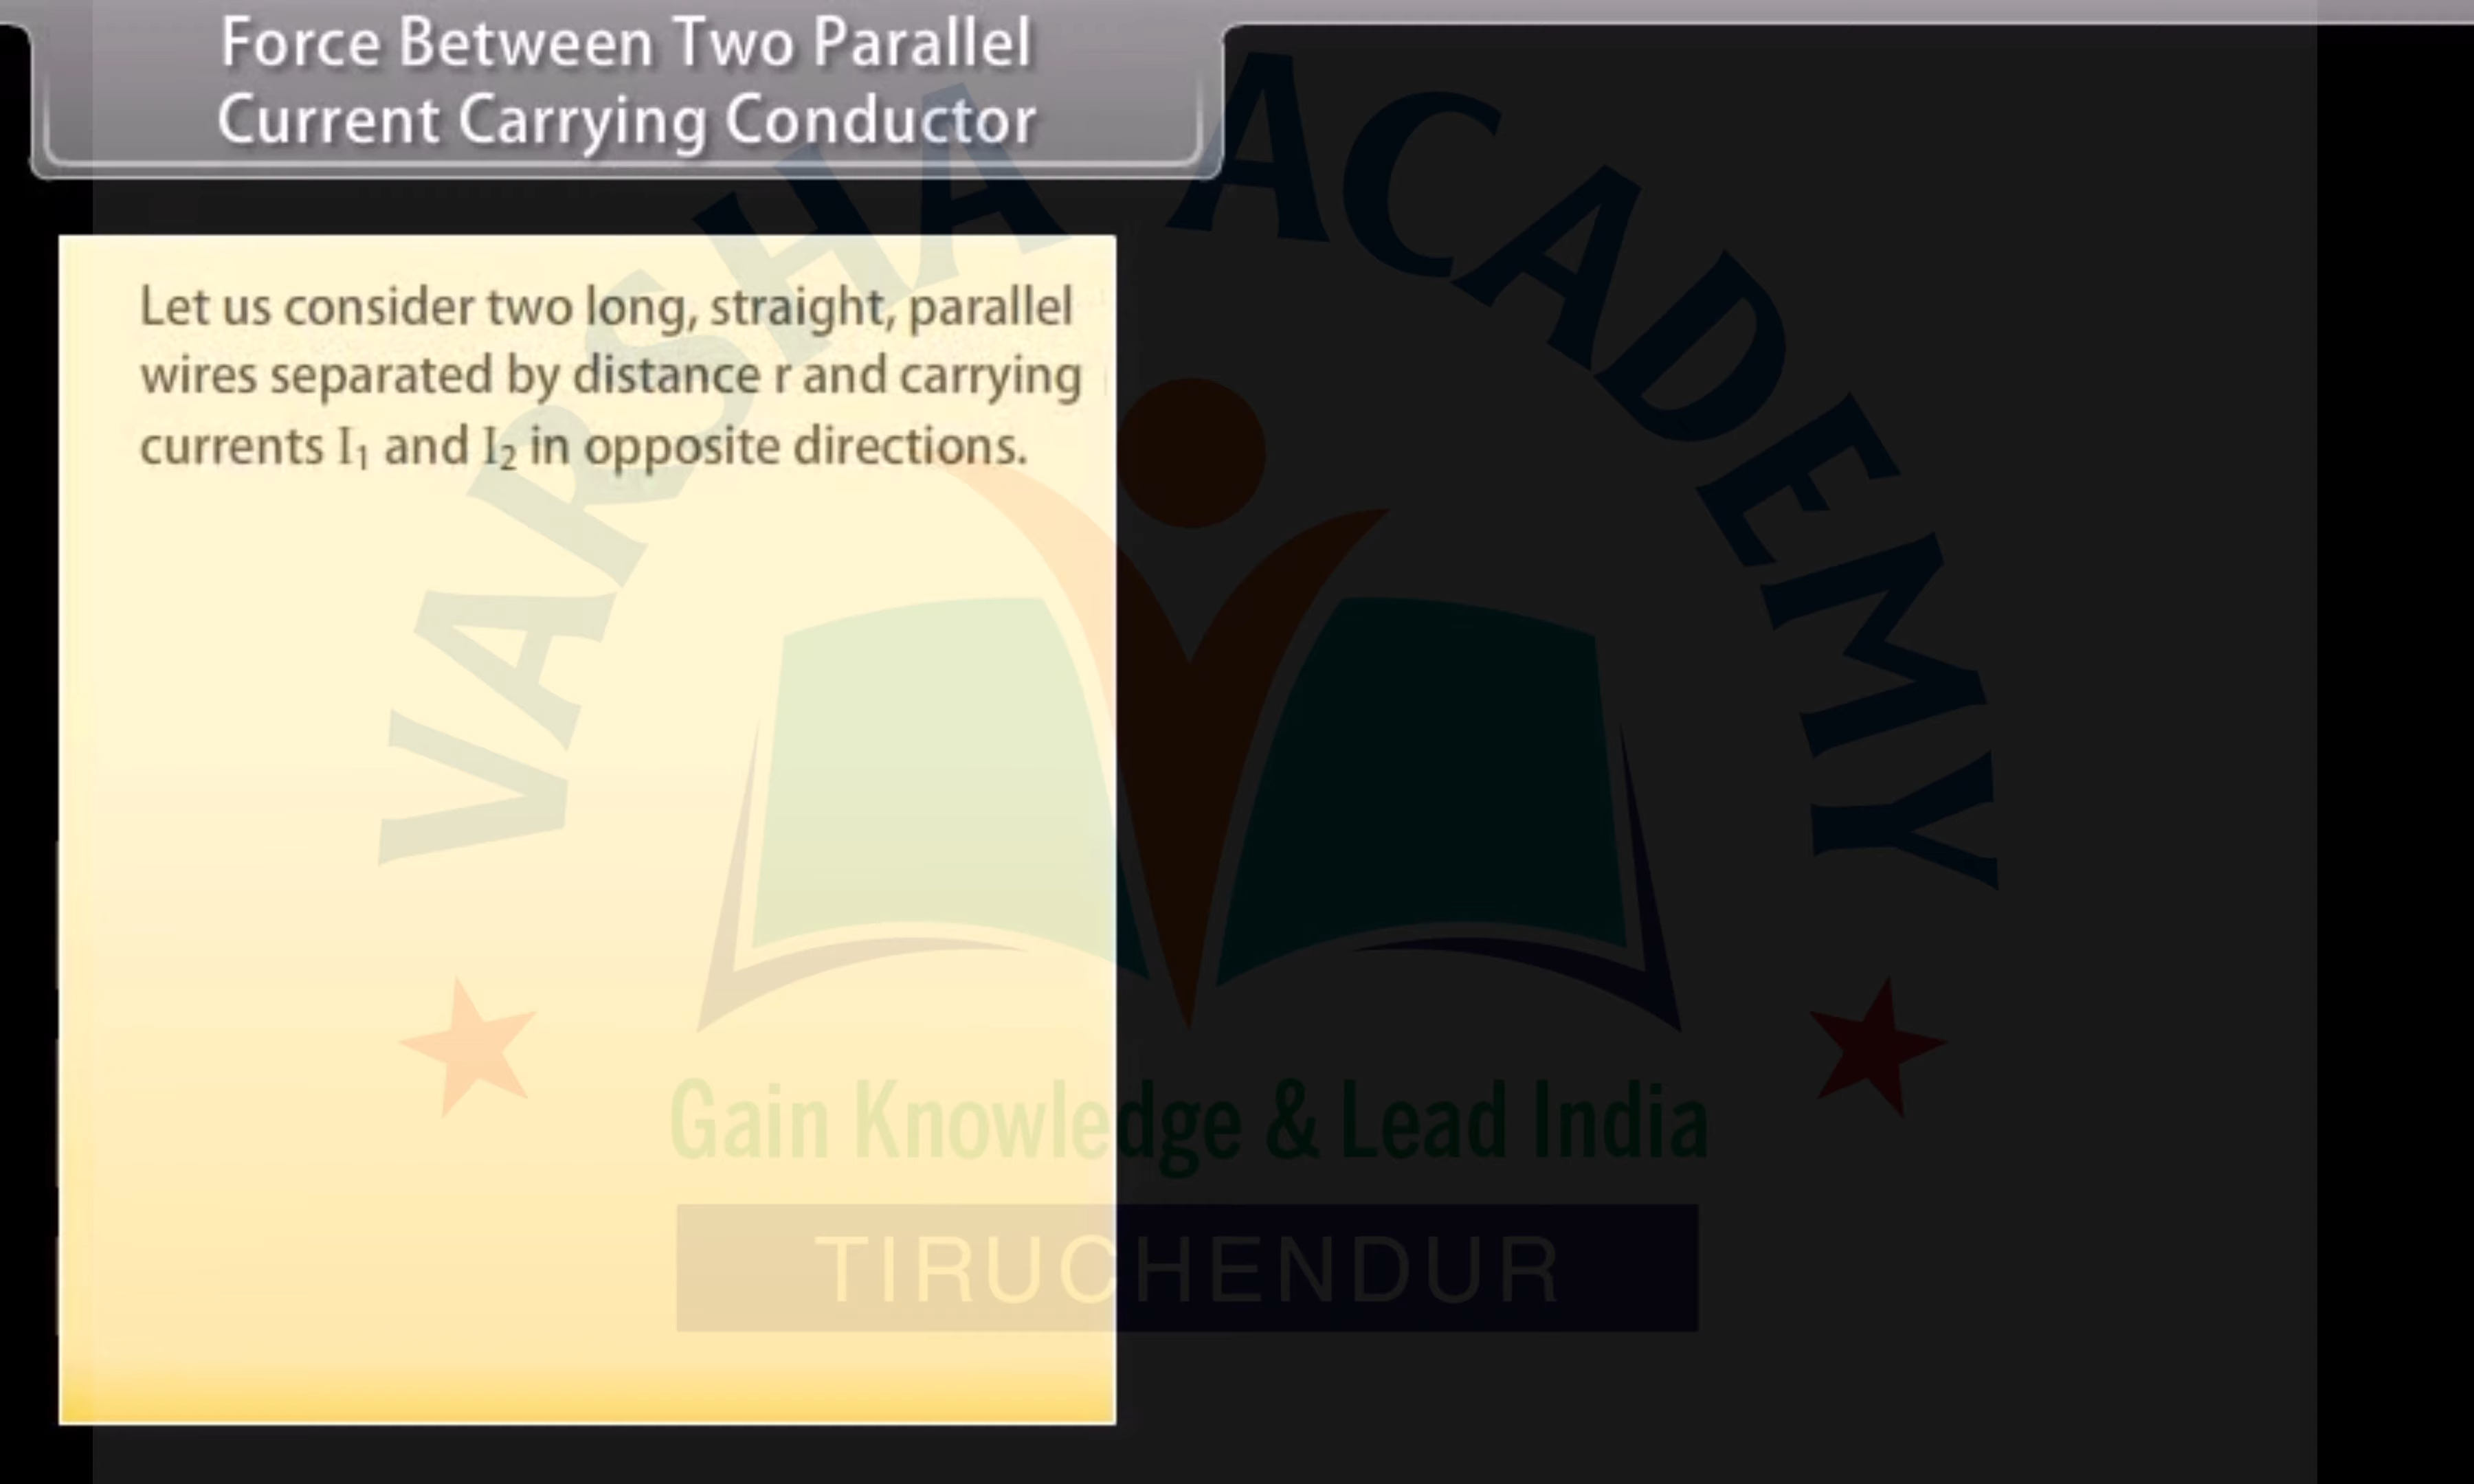 Force Between Two Parallel
Current Carrying Conductor
VARSHA ACADEMY
Let us consider two long, straight, parallel
wires separated by distance r and carrying
currents I₁ and I₂ in opposite directions.
Gain Knowledge & Lead India
TIRUCHENDUR